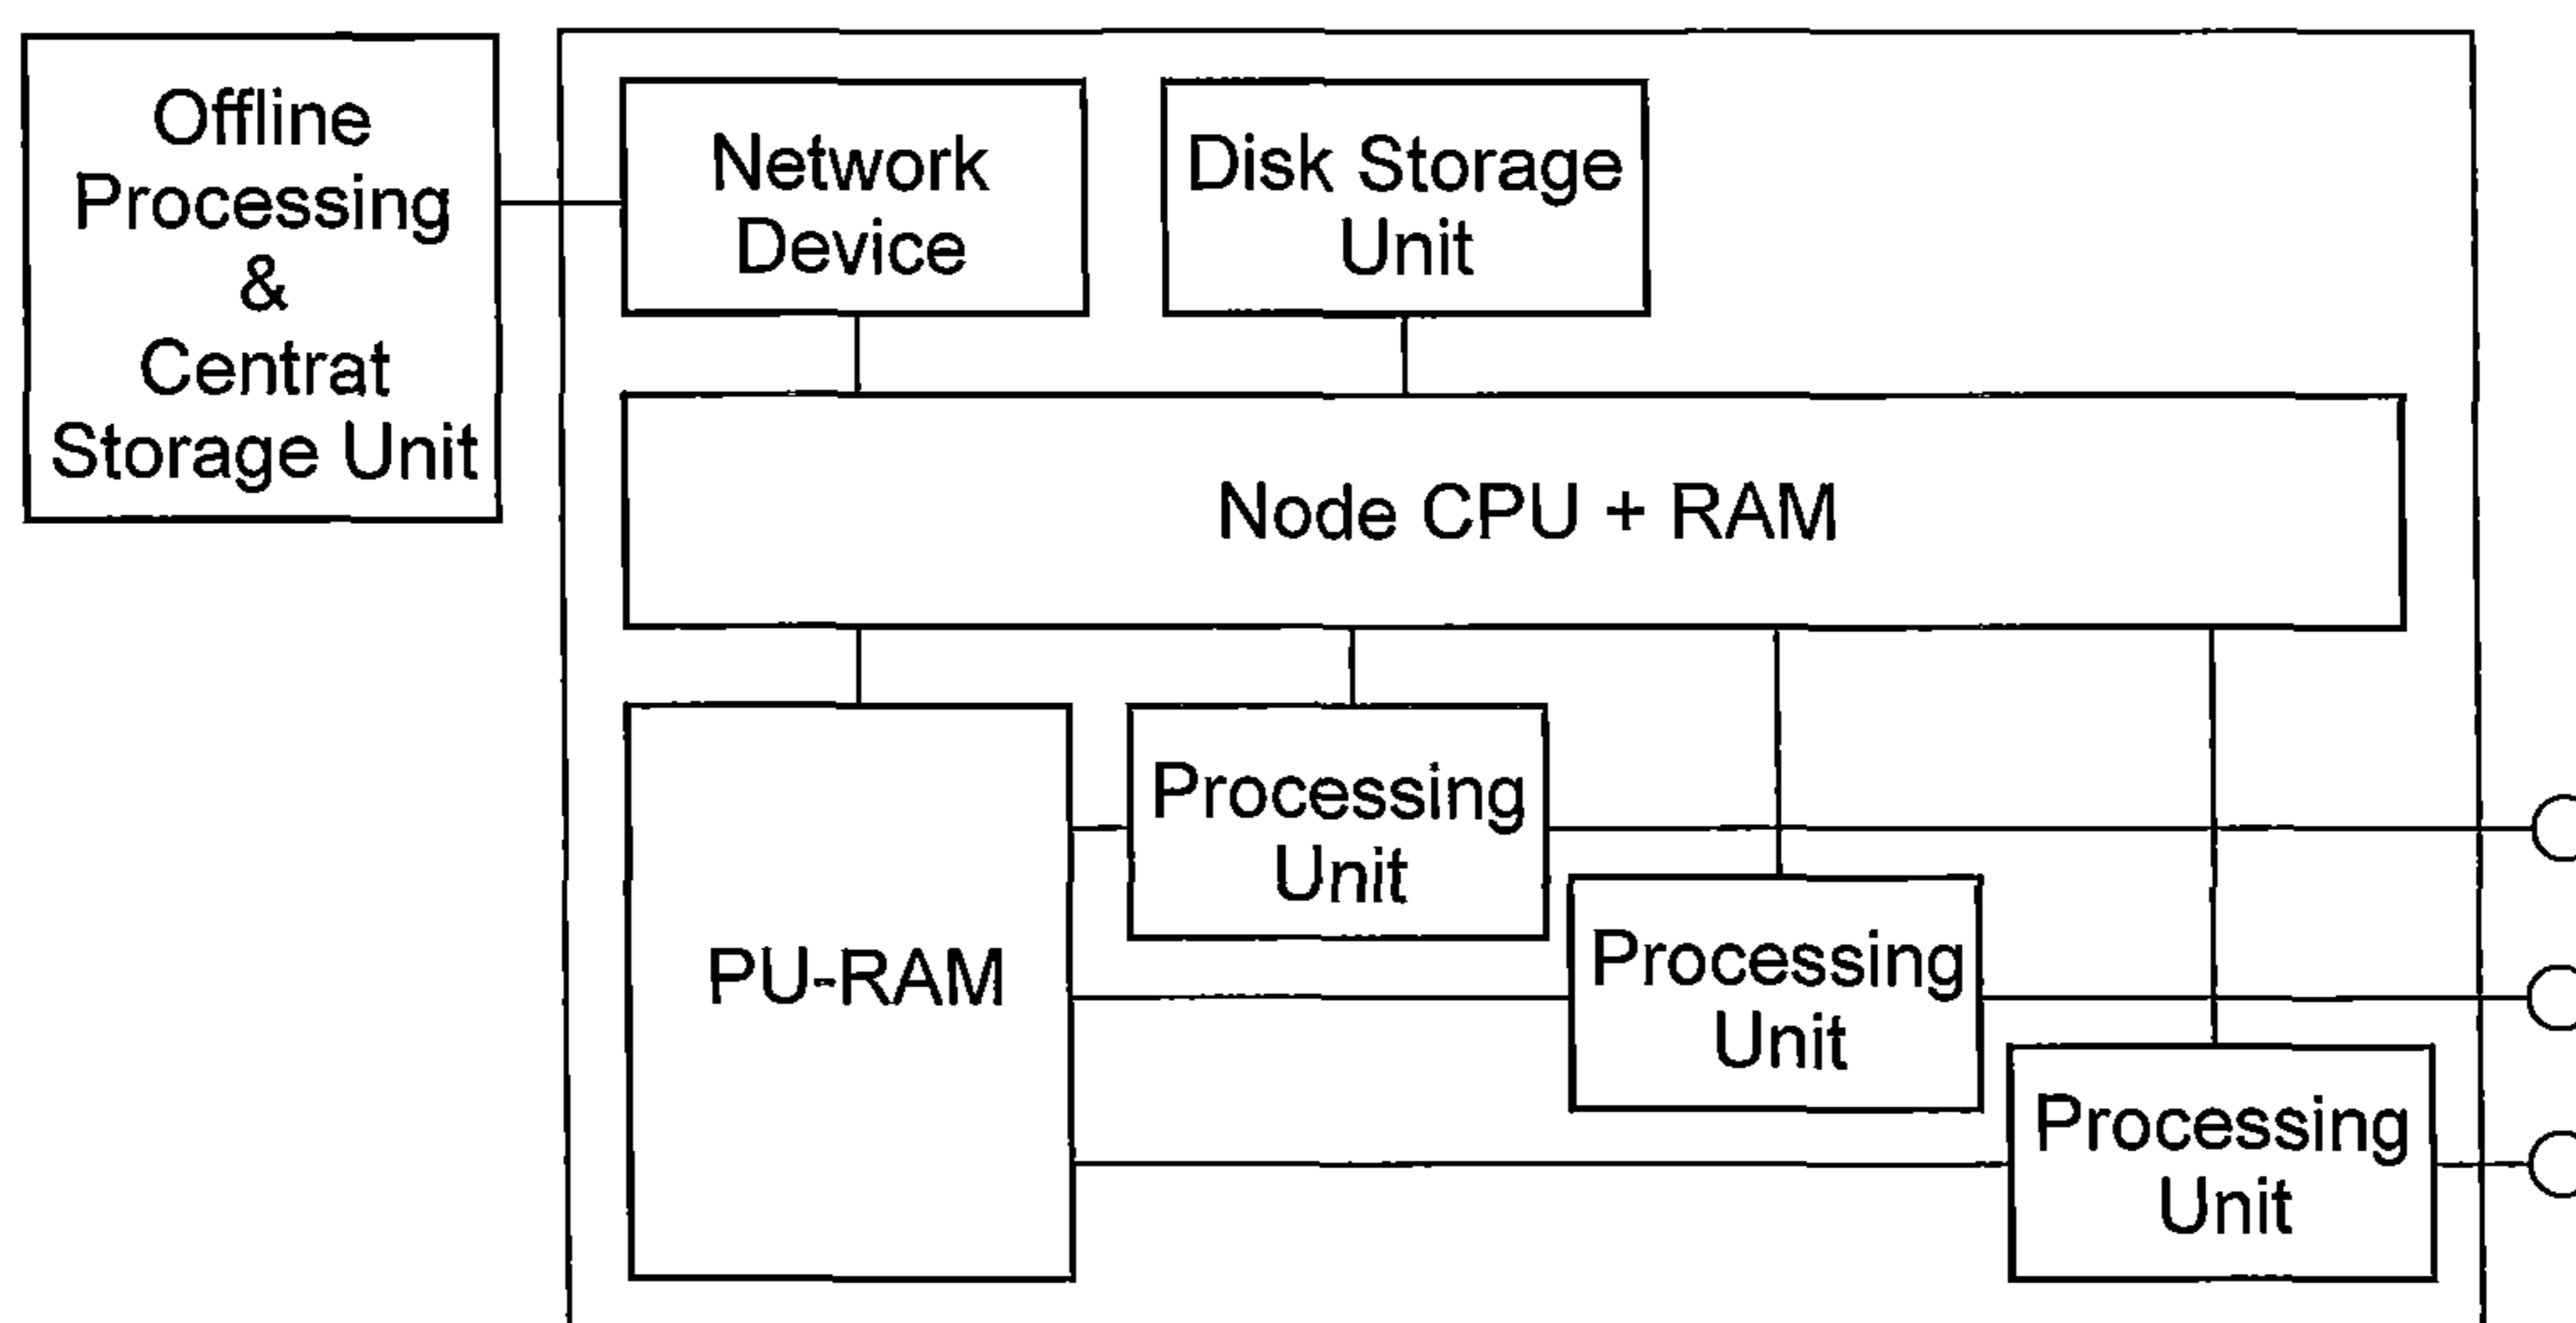 Offline
Processing
&
Centrat
Storage Unit
Network
Device
Disk Storage
Unit
Node CPU + RAM
PU-RAM
Processing
Unit
Processing
Unit
Processing
Unit